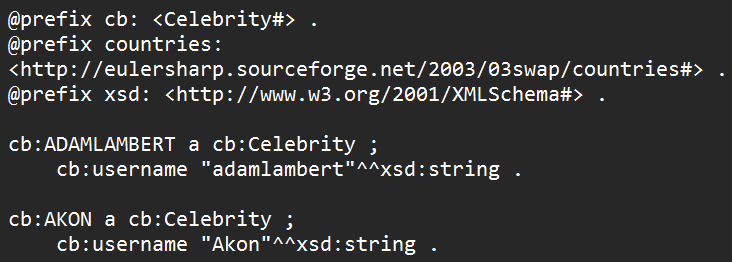 @prefix cb: <Celebrity#> .
@prefix countries:
<http://eulersharp.sourceforge.net/2003/03swap/countries#> .
@prefix xsd: <http://www.w3.org/2001/XMLSchema#> .

cb:ADAMLAMBERT a cb:Celebrity ;
    cb:username "adamlambert"^^xsd:string .

cb:AKON a cb:Celebrity ;
    cb:username "Akon"^^xsd:string .